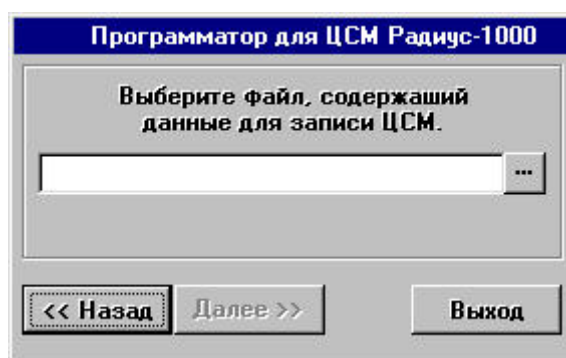 Программатор для ЦСМ Радиус-1000
Выберите файл, содержаший
данные для записи ЦСМ.
...
<< Назад
Далее >>
Выход